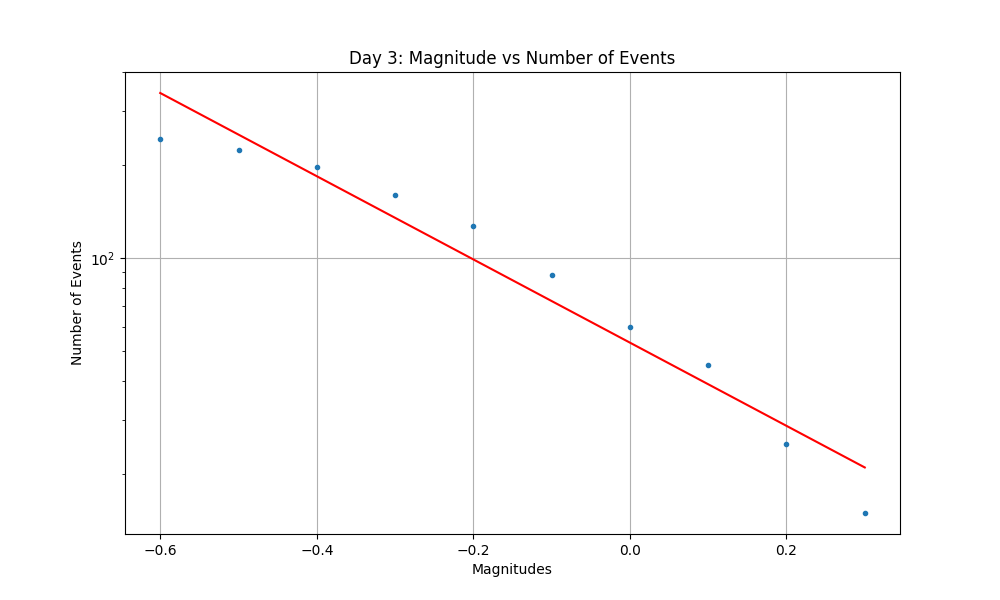 Day 3: Magnitude vs Number of Events
Number of Events
10²
−0.6 −0.4 −0.2 0.0 0.2
Magnitudes